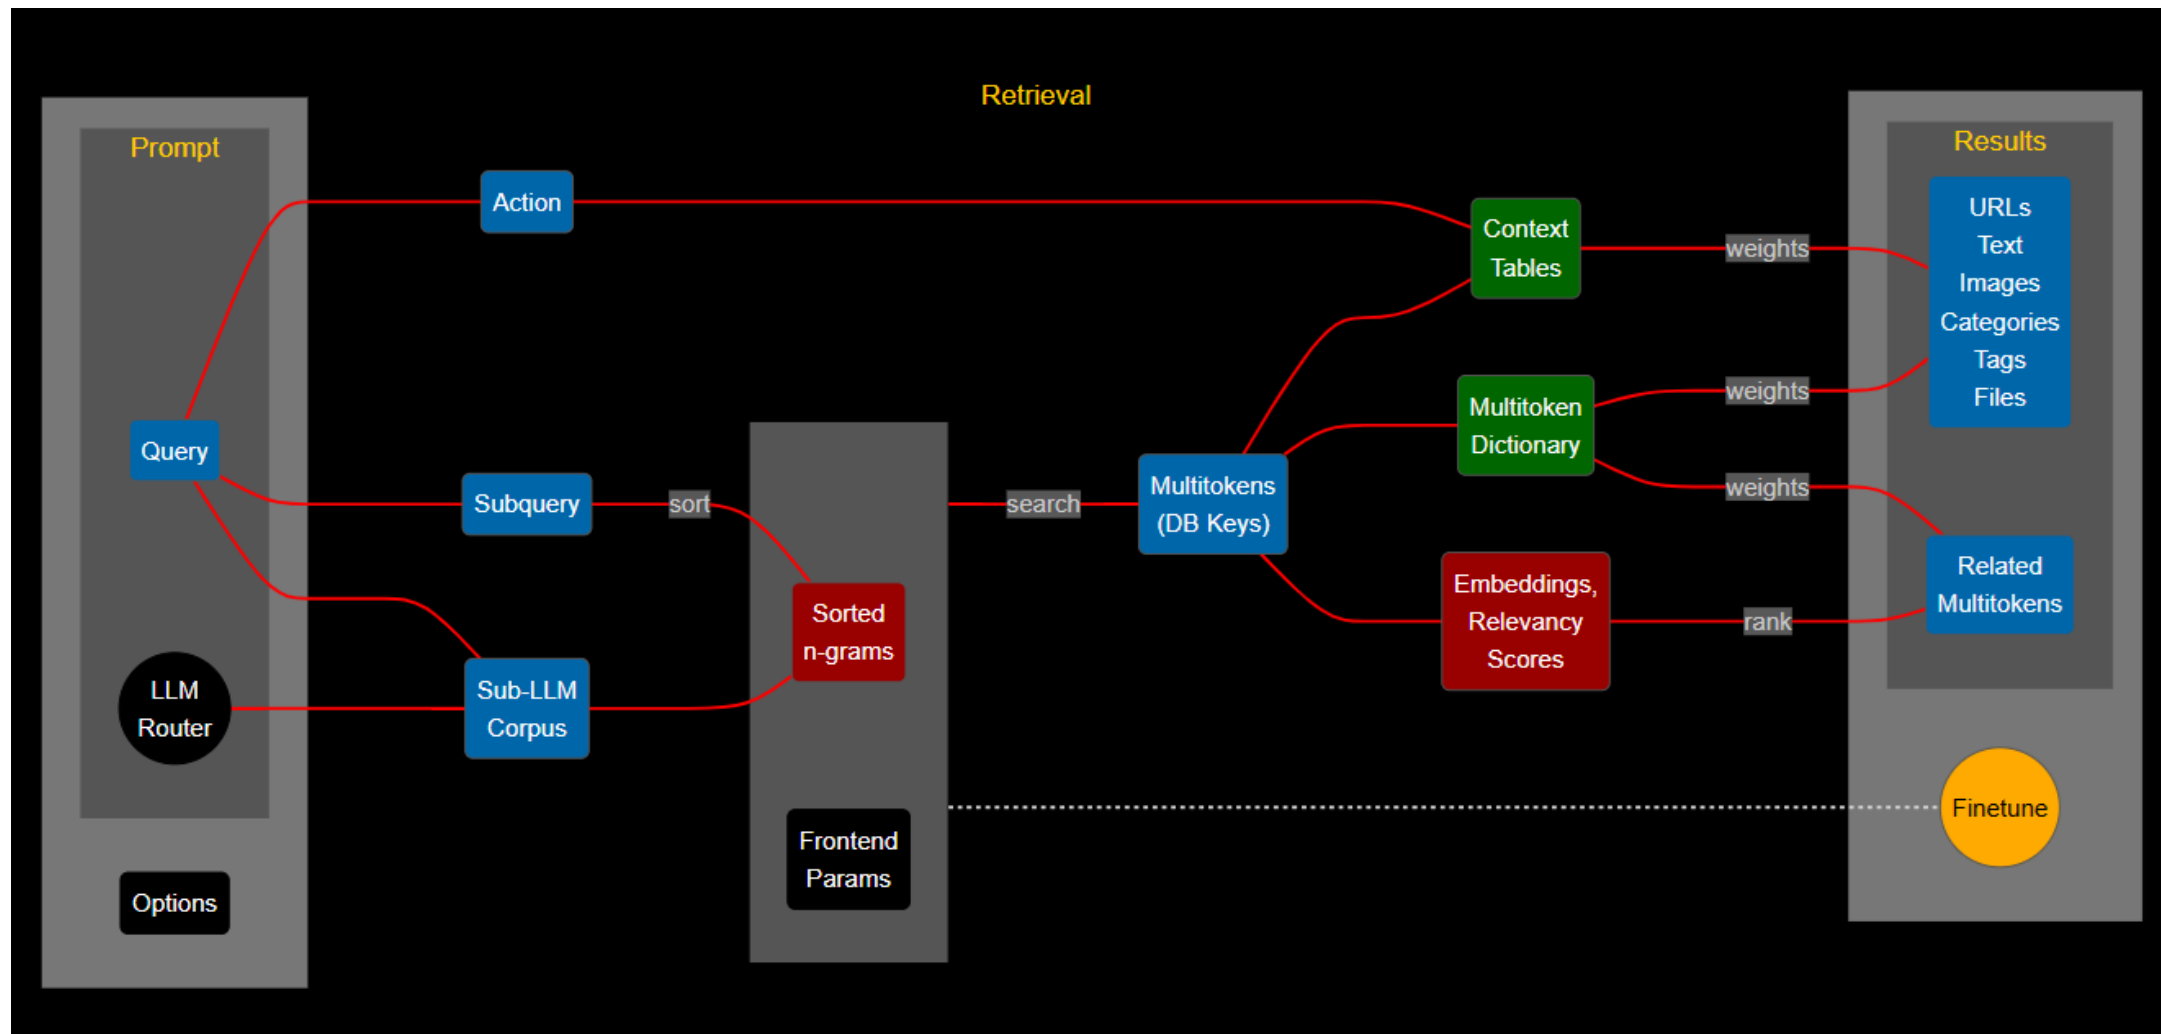 Retrieval
Prompt
Query
LLM
Router
Options
Action
Subquery
sort
Sub-LLM
Corpus
Sorted
n-grams
Frontend
Params
search
Multitokens
(DB Keys)
Context
Tables
weights
Multitoken
Dictionary
weights
weights
Embeddings,
Relevancy
Scores
rank
Results
URLs
Text
Images
Categories
Tags
Files
Related
Multitokens
Finetune